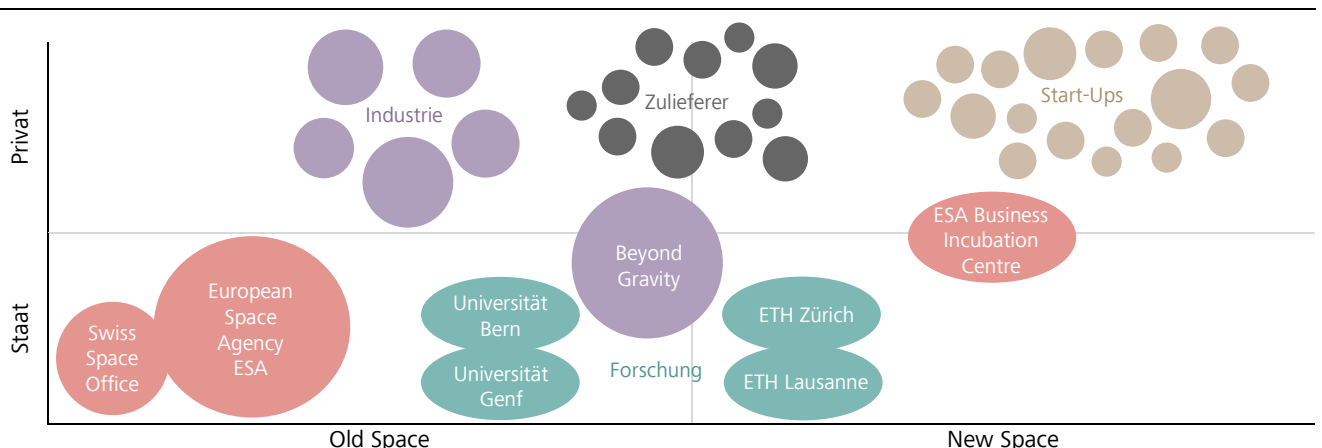 Privat
Staat
Industrie
Zulieferer
Start-Ups
ESA Business
Incubation
Centre
Beyond
Gravity
European
Space
Agency
ESA
Swiss
Space
Office
Universität
Bern
Universität
Genf
Forschung
ETH Zürich
ETH Lausanne
Old Space
New Space